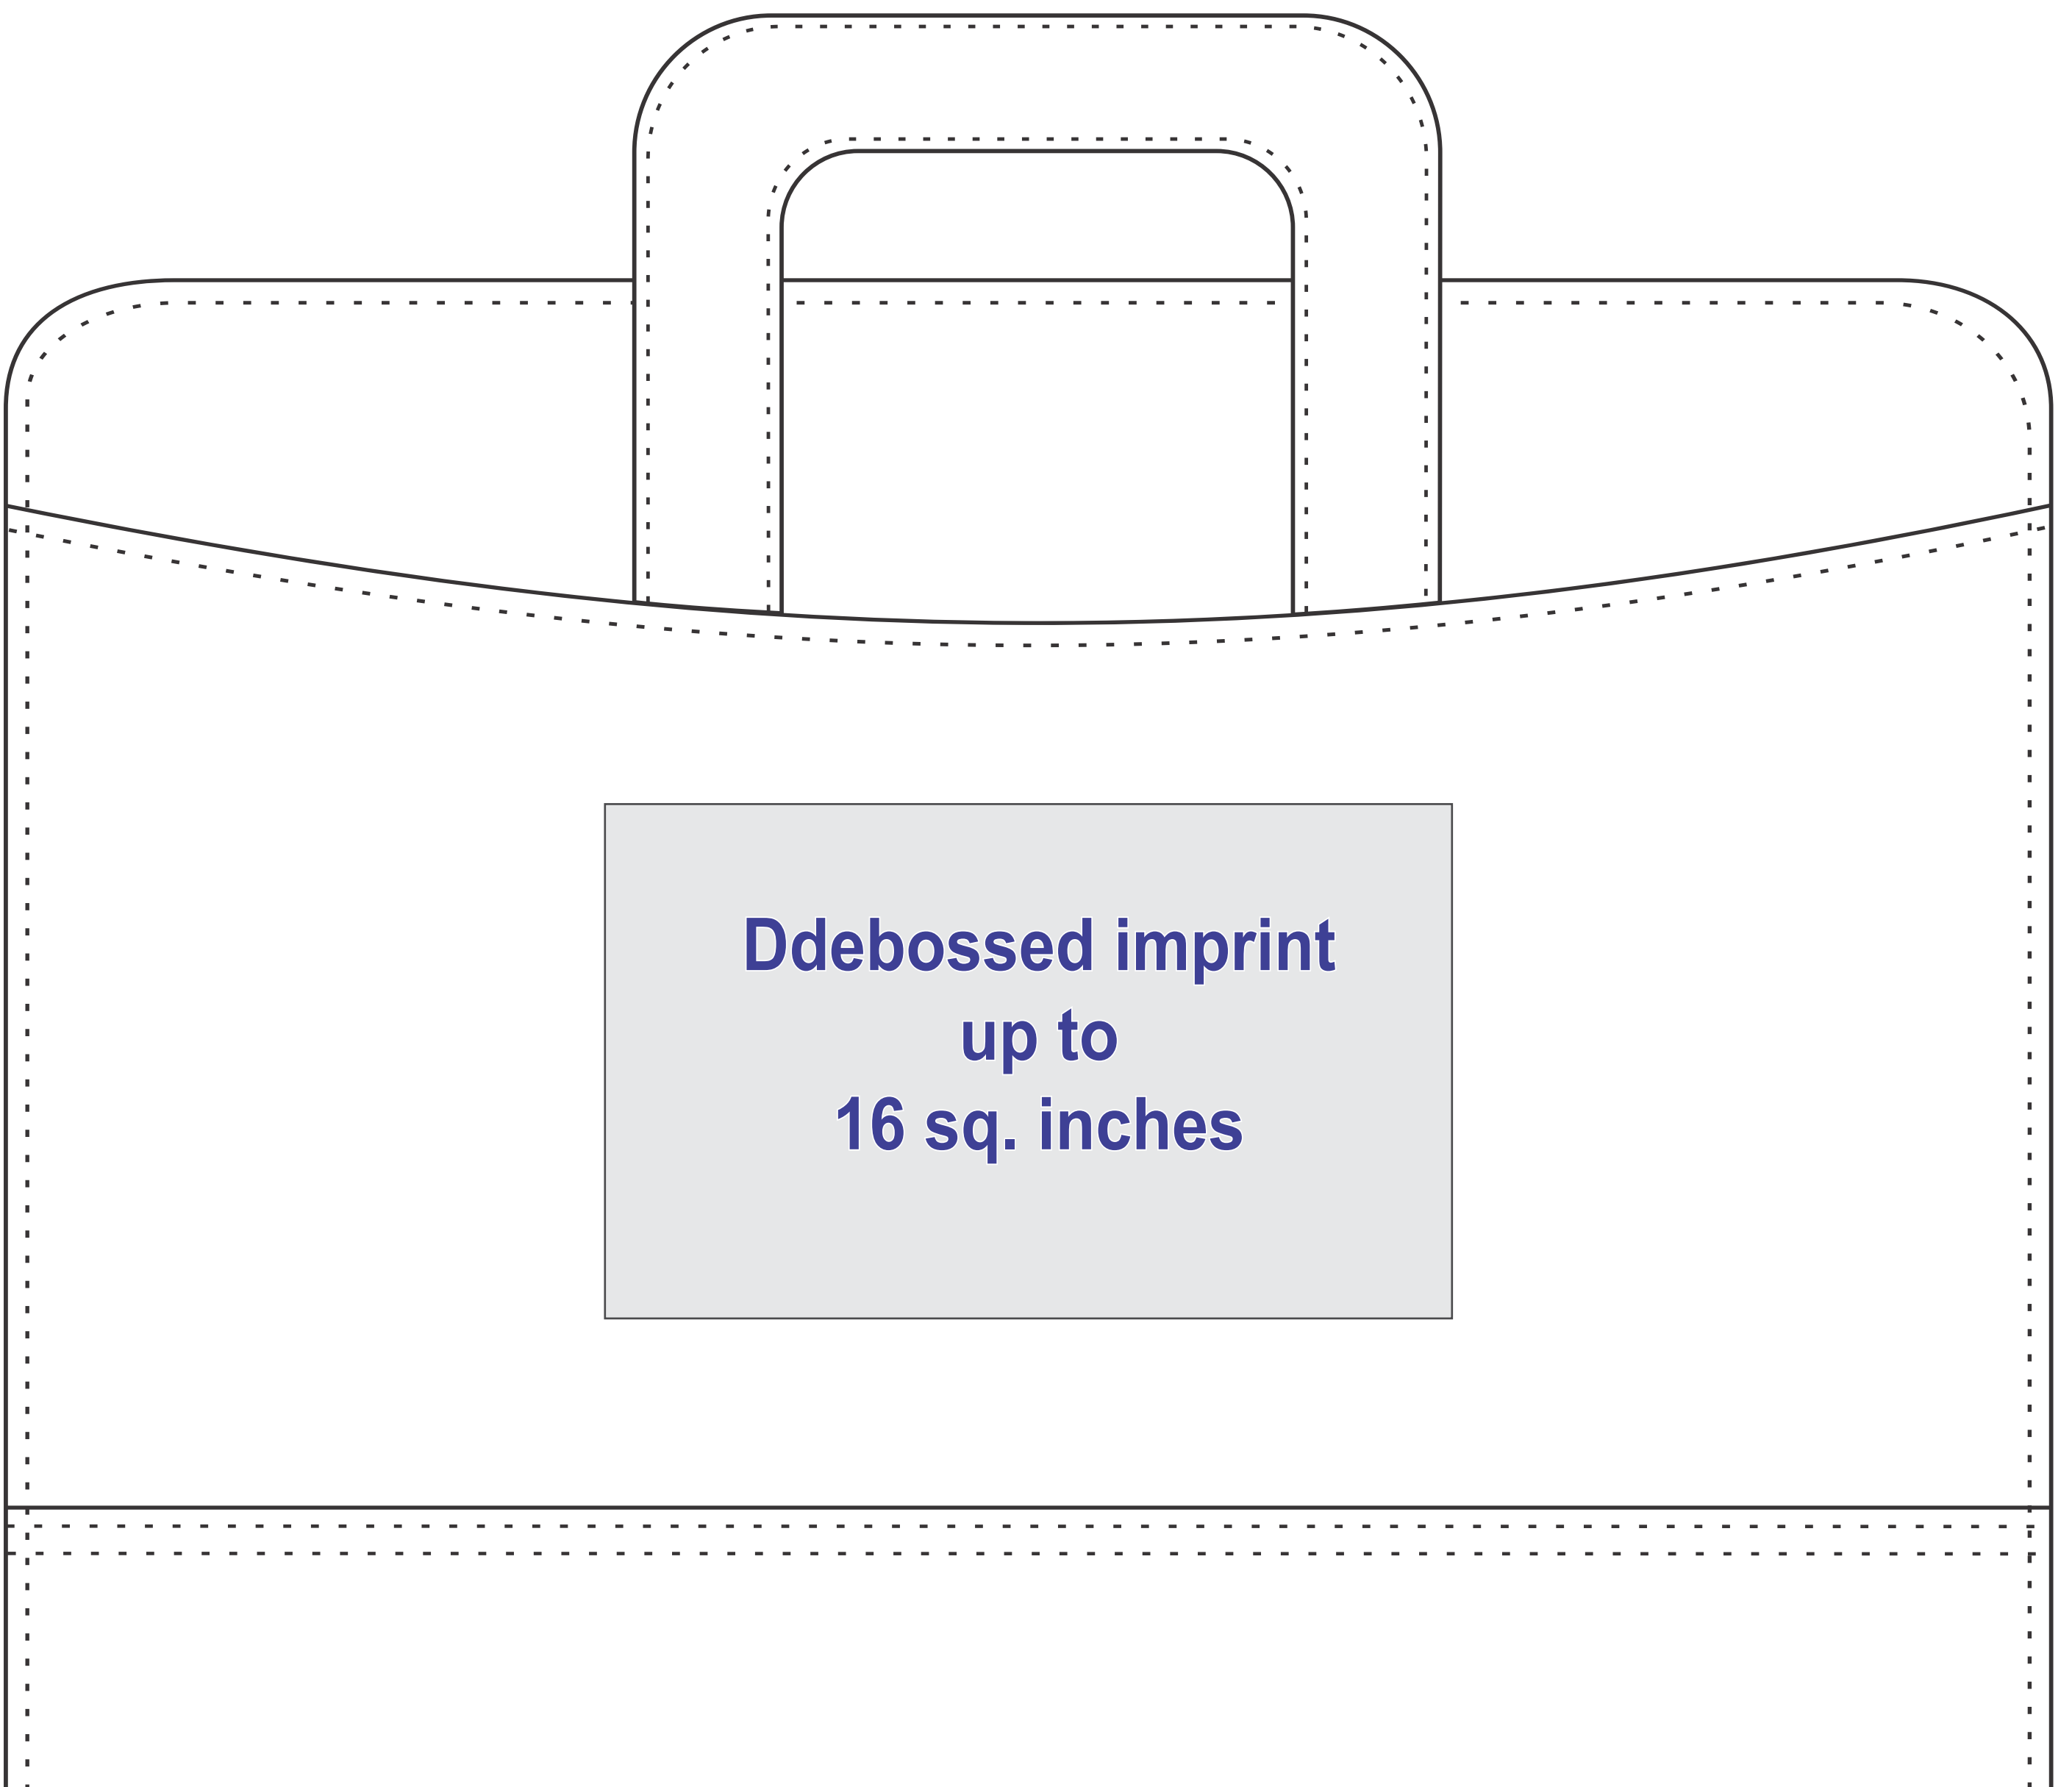 Ddebossed imprint
up to
16 sq. inches